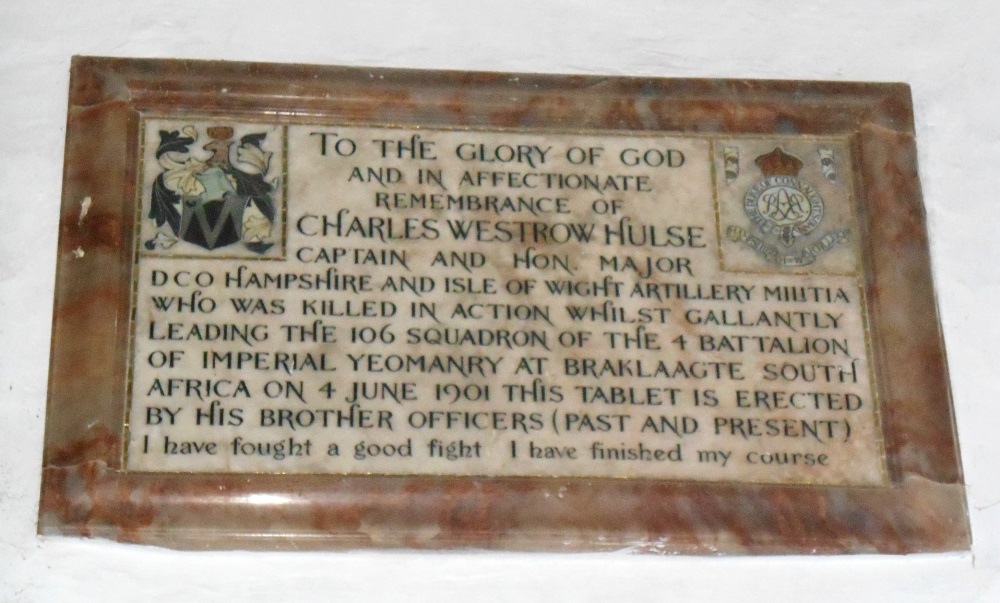 TO THE GLORY OF GOD
AND IN AFFECTIONATE
REMEMBRANCE OF
CHARLES WESTROW HULSE
CAPTAIN AND HON. MAJOR
DCO HAMPSHIRE AND ISLE OF WIGHT ARTILLERY MILITIA
WHO WAS KILLED IN ACTION WHILST GALLANTLY
LEADING THE 106 SQUADRON OF THE 4 BATTALION
OF IMPERIAL YEOMANRY AT BRAKLAAGTE SOUTH
AFRICA ON 4 JUNE 1901 THIS TABLET IS ERECTED
BY HIS BROTHER OFFICERS (PAST AND PRESENT)
I have fought a good fight I have finished my course